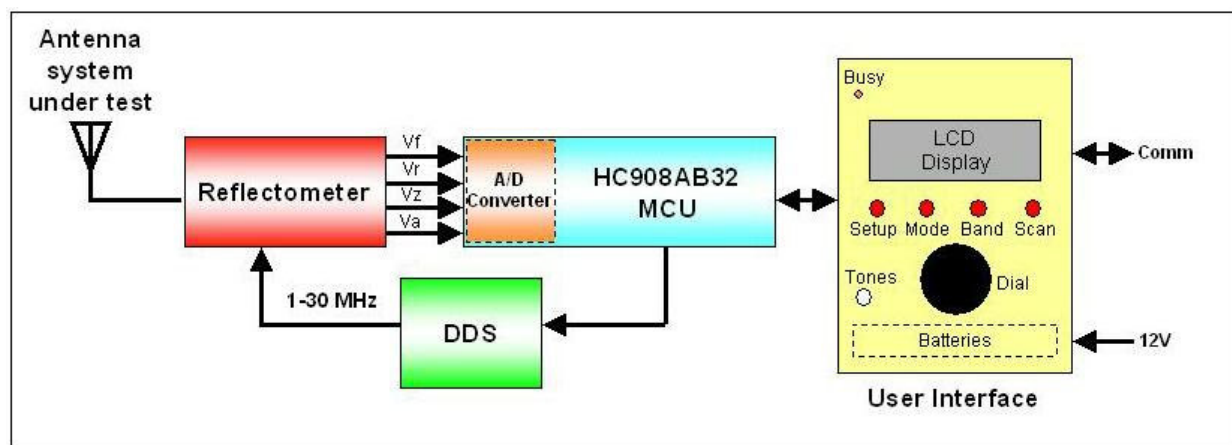 Antenna
system
under test
Reflectometer
Vf
Vr
Vz
Va
A/D
Converter
HC908AB32
MCU
1-30 MHz
DDS
Busy
LCD
Display
Setup Mode Band Scan
Tones
Dial
Batteries
User Interface
Comm
12V